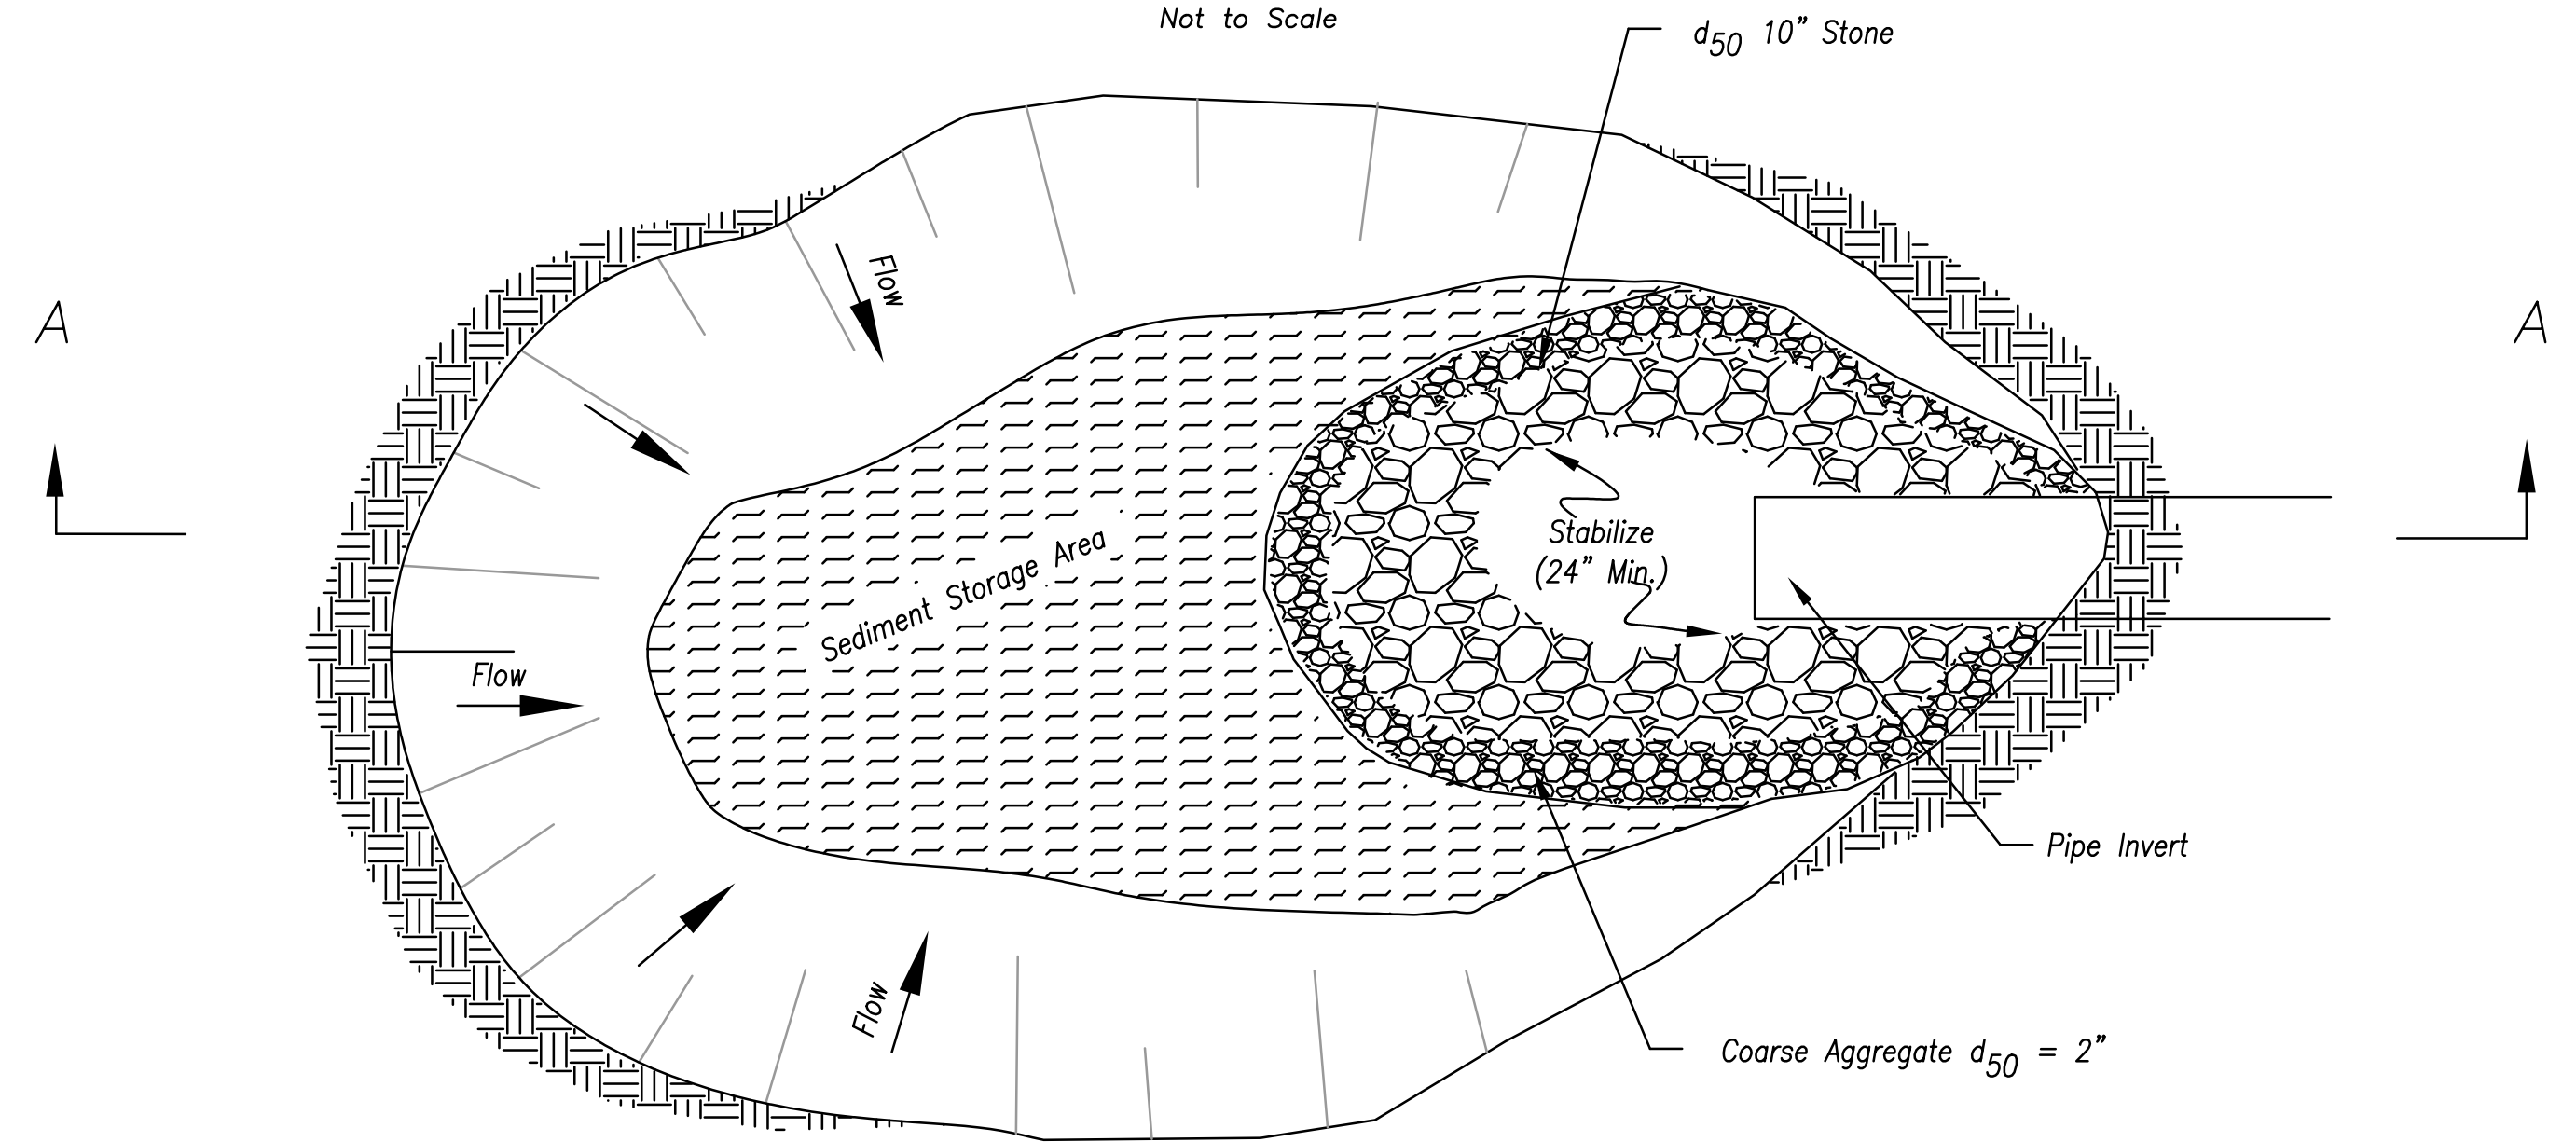 Not to Scale
d50 10" Stone
Flow
A
A
Stabilize
(24" Min.)
Sediment Storage Area
Flow
Pipe Invert
Flow
Coarse Aggregate d50 = 2"